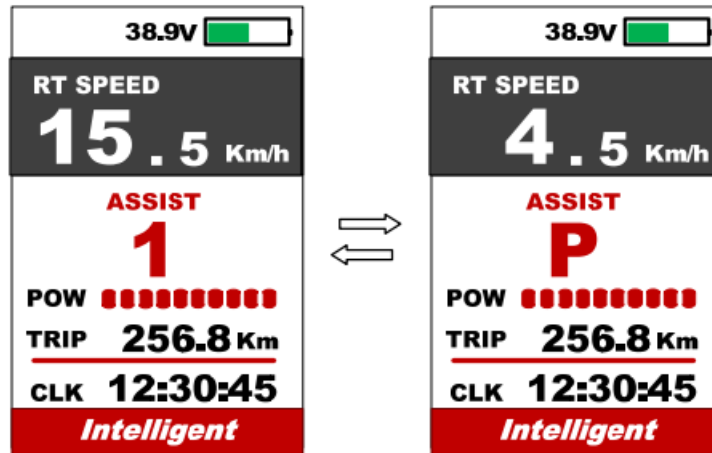 38.9V
RT SPEED
15.5 Km/h
ASSIST
1
POW
TRIP 256.8 Km
CLK 12:30:45
Intelligent
38.9V
RT SPEED
4.5 Km/h
ASSIST
P
POW
TRIP 256.8 Km
CLK 12:30:45
Intelligent